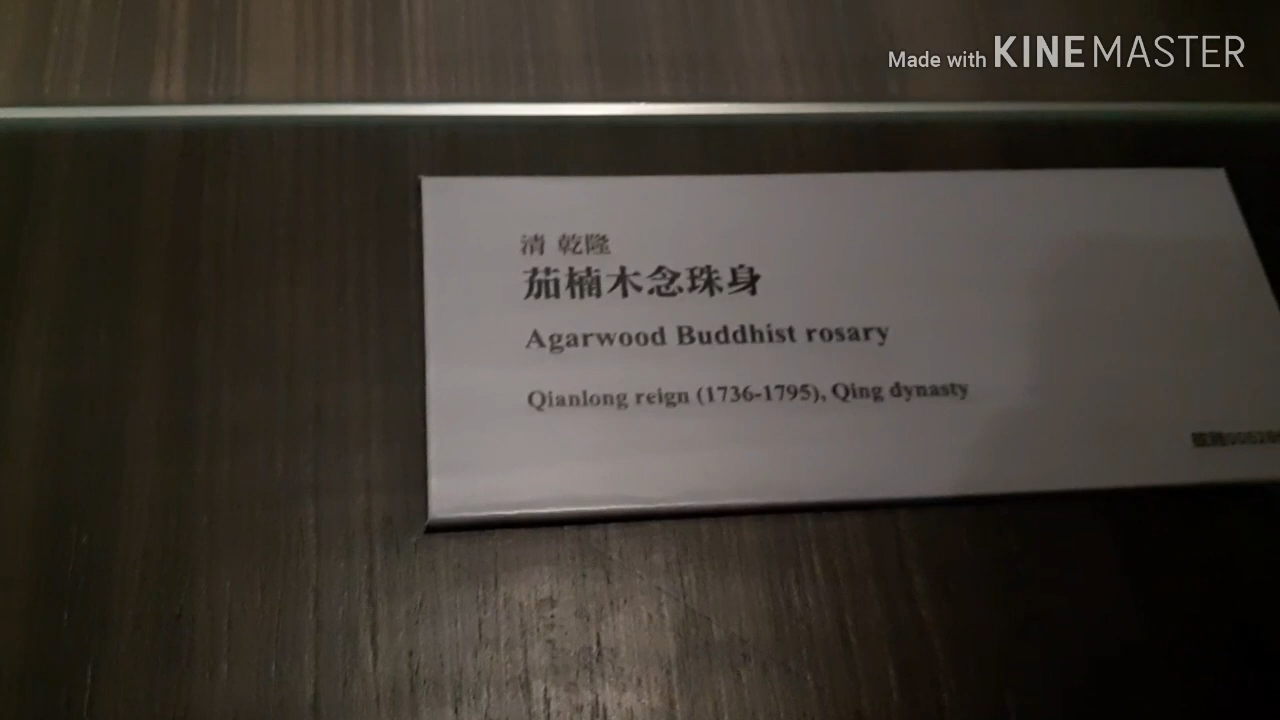 Made with KINEMASTER
清 乾隆
茄楠木念珠身
Agarwood Buddhist rosary
Qianlong reign (1736-1795), Qing dynasty